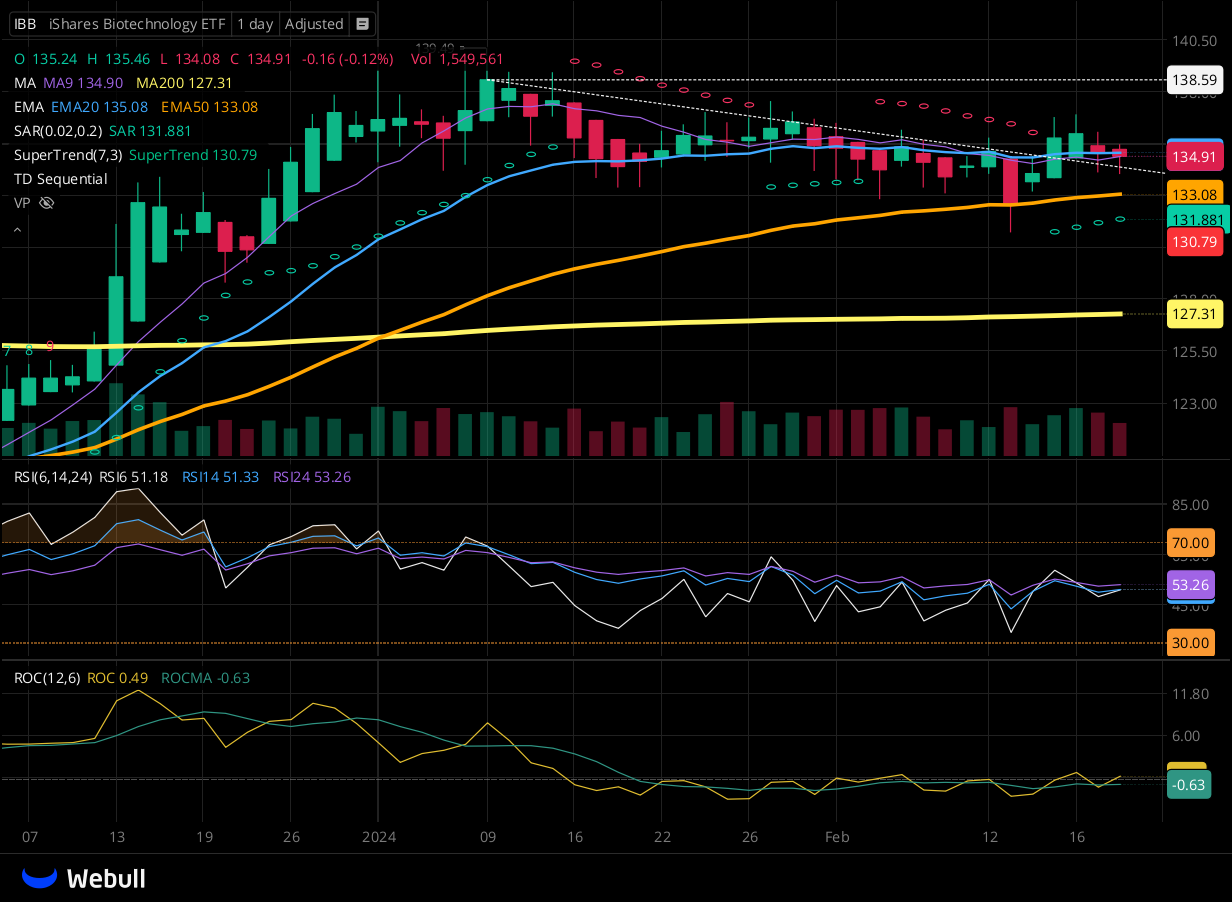 IBB iShares Biotechnology ETF 1 day Adjusted
O 135.24 H 135.46 L 134.08 C 134.91 -0.16 (-0.12%) Vol 1,549,561
MA MA9 134.90 MA200 127.31
EMA EMA20 135.08 EMA50 133.08
SAR(0.02,0.2) SAR 131.881
SuperTrend(7,3) SuperTrend 130.79
TD Sequential
VP
140.50
138.59
134.91
133.08
131.881
130.79
127.31
125.50
123.00
7 8 9
RSI(6,14,24) RSI6 51.18 RSI14 51.33 RSI24 53.26
85.00
70.00
53.26
45.00
30.00
ROC(12,6) ROC 0.49 ROCMA -0.63
11.80
6.00
-0.63
07 13 19 26 2024 09 16 22 26 Feb 12 16
Webull